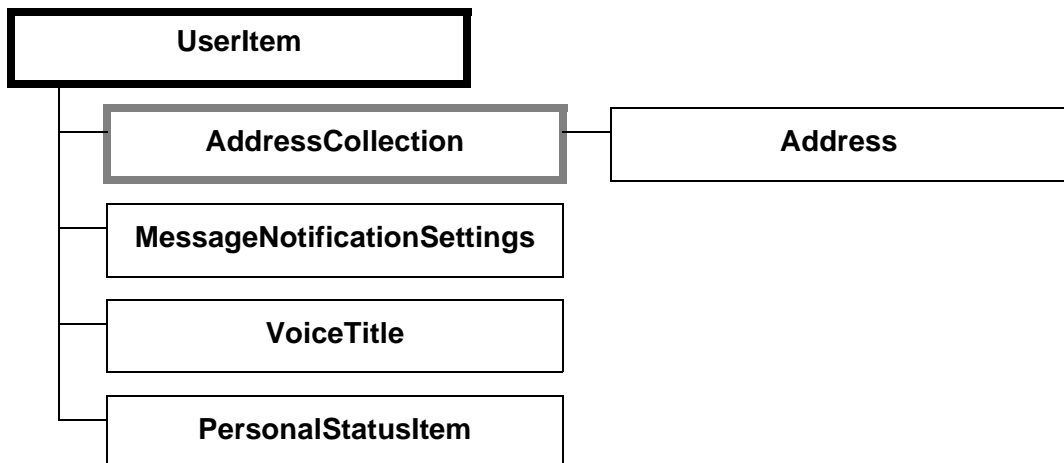 UserItem
AddressCollection
Address
MessageNotificationSettings
VoiceTitle
PersonalStatusItem